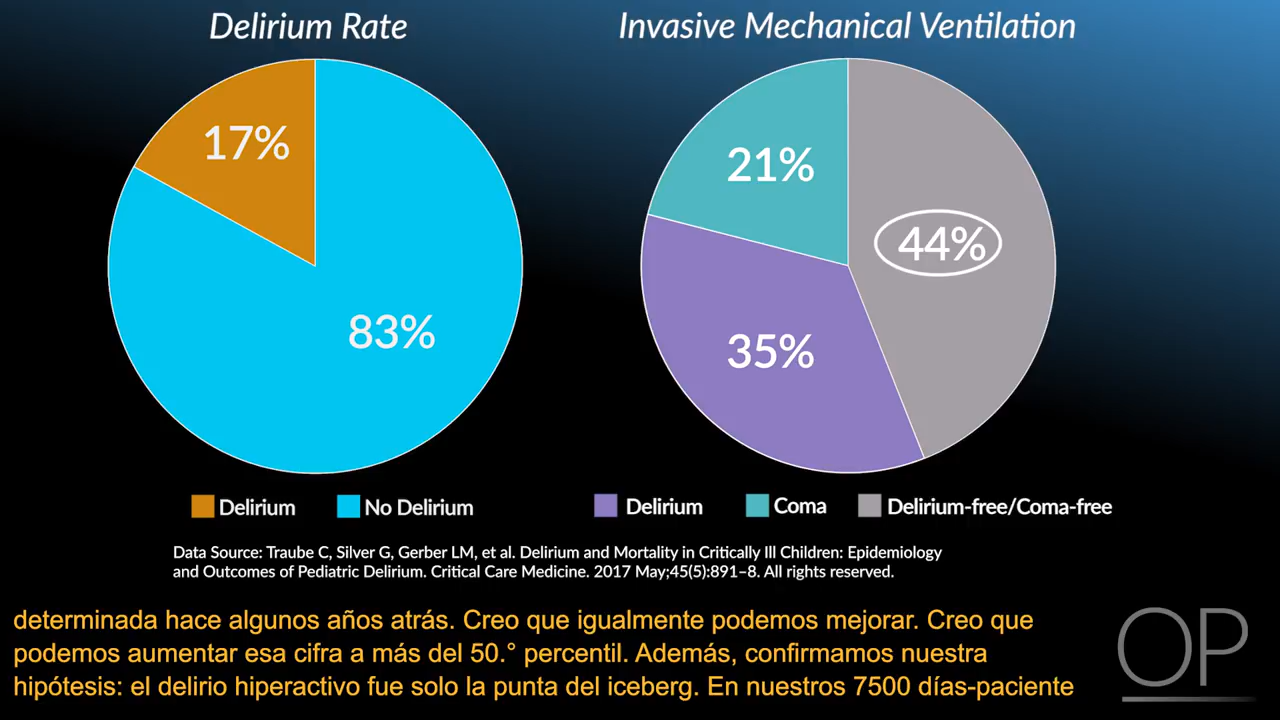 Delirium Rate
Invasive Mechanical Ventilation
17%
83%
21%
44%
35%
Delirium
No Delirium
Delirium
Coma
Delirium-free/Coma-free
Data Source: Traube C, Silver G, Gerber LM, et al. Delirium and Mortality in Critically Ill Children: Epidemiology
and Outcomes of Pediatric Delirium. Critical Care Medicine. 2017 May;45(5):891–8. All rights reserved.
determinada hace algunos años atrás. Creo que igualmente podemos mejorar. Creo que
podemos aumentar esa cifra a más del 50.° percentil. Además, confirmamos nuestra
hipótesis: el delirio hiperactivo fue solo la punta del iceberg. En nuestros 7500 días-paciente
OP